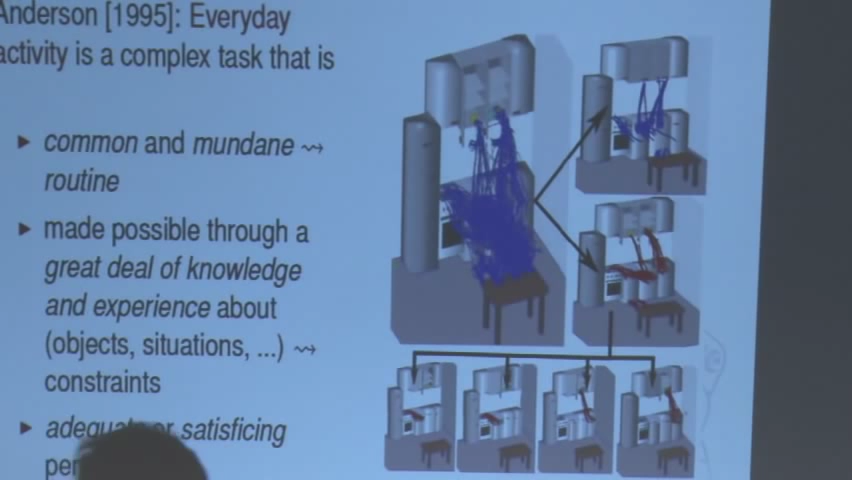 Anderson [1995]: Everyday
activity is a complex task that is
common and mundane ⇝
routine
made possible through a
great deal of knowledge
and experience about
(objects, situations, ...) ⇝
constraints
or satisficing